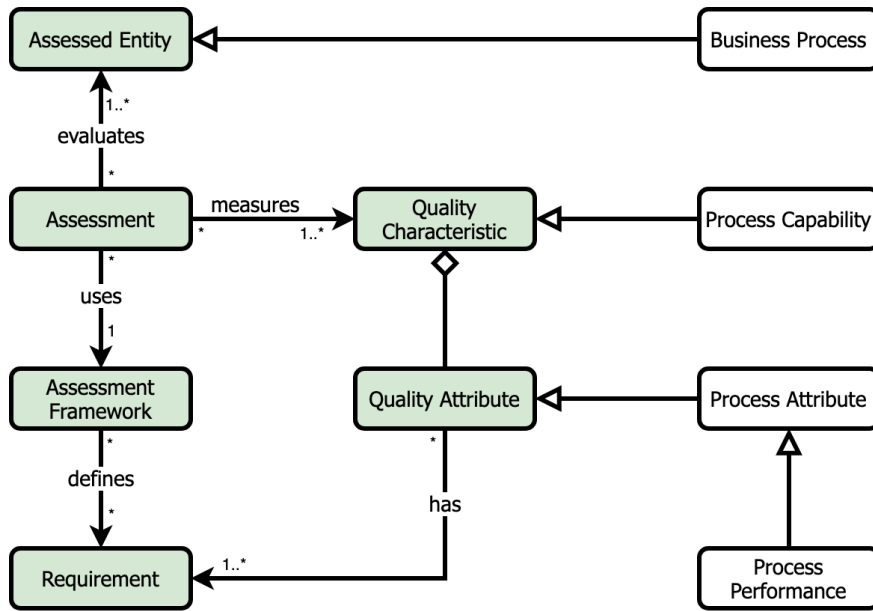 Assessed Entity
Business Process
1..*
evaluates
*
Assessment
measures
*
1..*
Quality
Characteristic
Process Capability
*
uses
1
Assessment
Framework
Quality Attribute
Process Attribute
*
defines
*
*
has
1..*
Requirement
Process
Performance